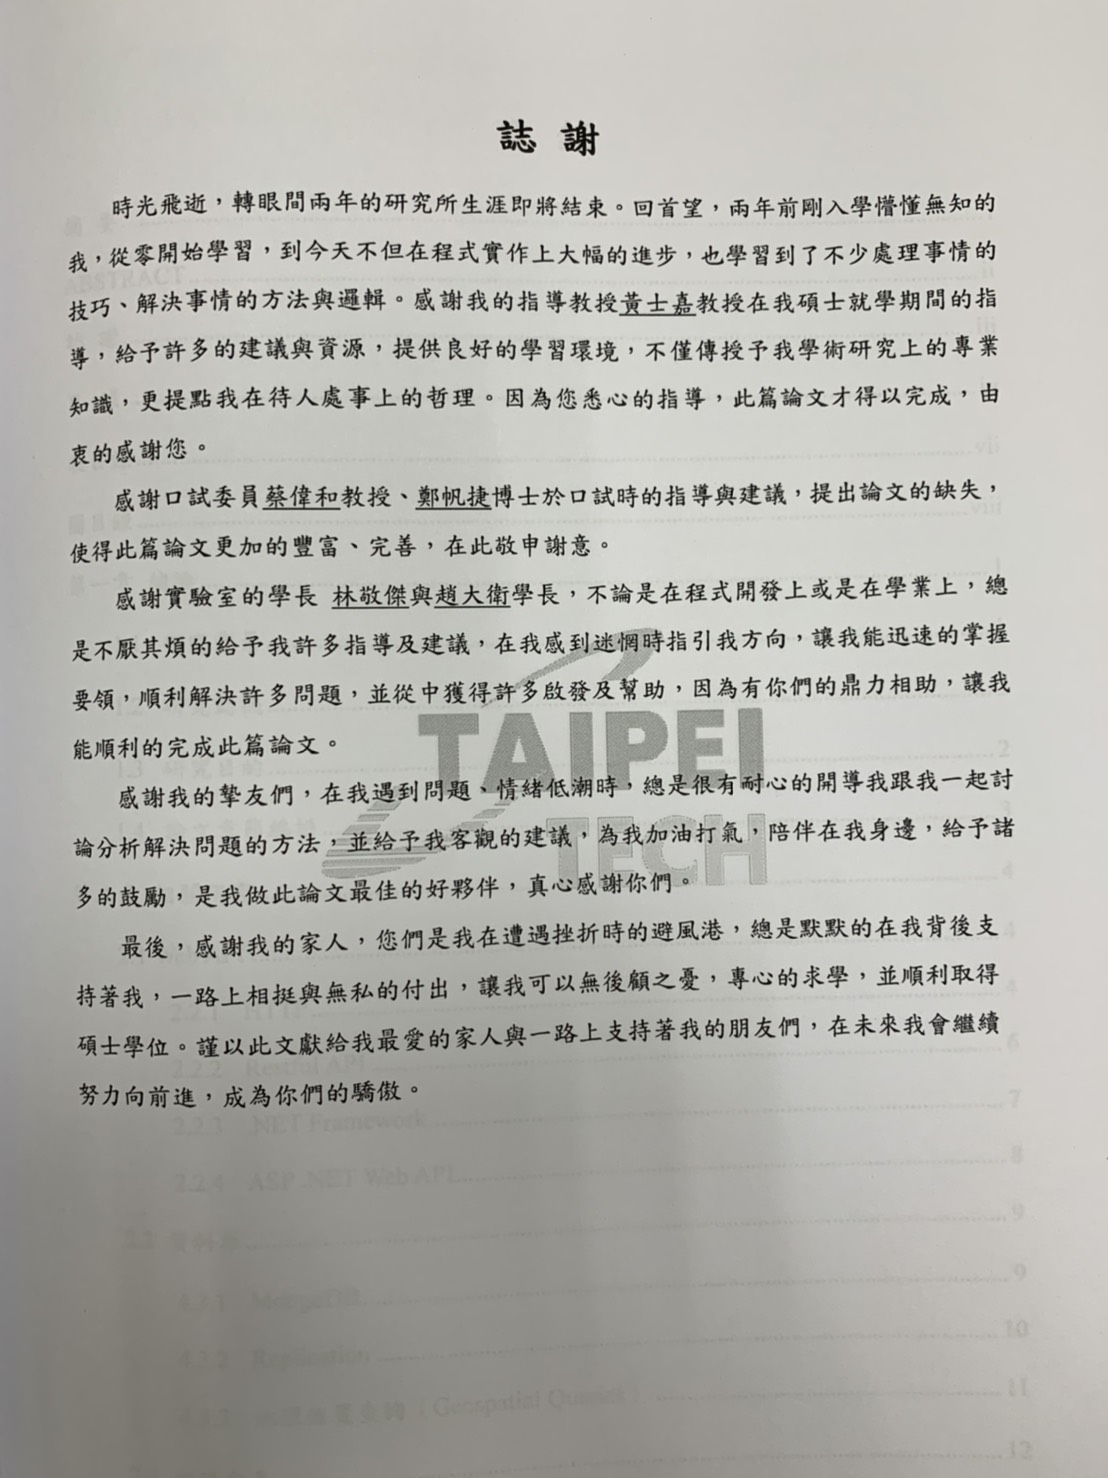 誌 謝
時光飛逝，轉眼間兩年的研究所生涯即將結束。回首望，兩年前剛入學懵懂無知的
我，從零開始學習，到今天不但在程式實作上大幅的進步，也學習到了不少處理事情的
技巧、解決事情的方法與邏輯。感謝我的指導教授黃士嘉教授在我碩士就學期間的指
導，給予許多的建議與資源，提供良好的學習環境，不僅傳授予我學術研究上的專業
知識，更提點我在待人處事上的哲理。因為您悉心的指導，此篇論文才得以完成，由
衷的感謝您。
感謝口試委員蔡偉和教授、鄭帆捷博士於口試時的指導與建議，提出論文的缺失，
使得此篇論文更加的豐富、完善，在此敬申謝意。
感謝實驗室的學長 林敬傑與趙大衛學長，不論是在程式開發上或是在學業上，總
是不厭其煩的給予我許多指導及建議，在我感到迷惘時指引我方向，讓我能迅速的掌握
要領，順利解決許多問題，並從中獲得許多啟發及幫助，因為有你們的鼎力相助，讓我
能順利的完成此篇論文。
TAIPEI
感謝我的摯友們，在我遇到問題、情緒低潮時，總是很有耐心的開導我跟我一起討
論分析解決問題的方法，並給予我客觀的建議，為我加油打氣，陪伴在我身邊，給予諸
TECH
多的鼓勵，是我做此論文最佳的好夥伴，真心感謝你們。
最後，感謝我的家人，您們是我在遭遇挫折時的避風港，總是默默的在我背後支
持著我，一路上相挺與無私的付出，讓我可以無後顧之憂，專心的求學，並順利取得
碩士學位。謹以此文獻給我最愛的家人與一路上支持著我的朋友們，在未來我會繼續
努力向前進，成為你們的驕傲。
2.2.2 Restful API
2.2.3 .NET Framework 7
2.2.4 ASP .NET Web API 8
9
9
4.3.2 Replication 10
11
12